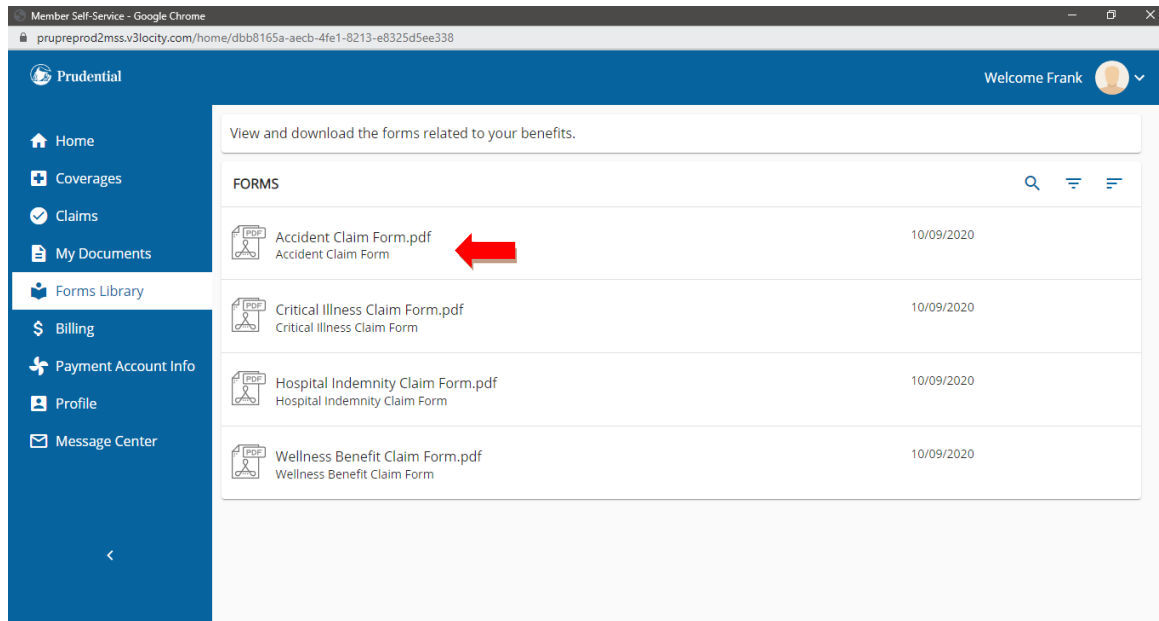 Member Self-Service - Google Chrome
prupreprod2mss.v3locity.com/home/dbb8165a-aecb-4fe1-8213-e8325d5ee338
Prudential
Welcome Frank
Home
Coverages
Claims
My Documents
Forms Library
Billing
Payment Account Info
Profile
Message Center
View and download the forms related to your benefits.
FORMS
PDF
Accident Claim Form.pdf
10/09/2020
Accident Claim Form
PDF
Critical Illness Claim Form.pdf
10/09/2020
Critical Illness Claim Form
PDF
Hospital Indemnity Claim Form.pdf
10/09/2020
Hospital Indemnity Claim Form
PDF
Wellness Benefit Claim Form.pdf
10/09/2020
Wellness Benefit Claim Form